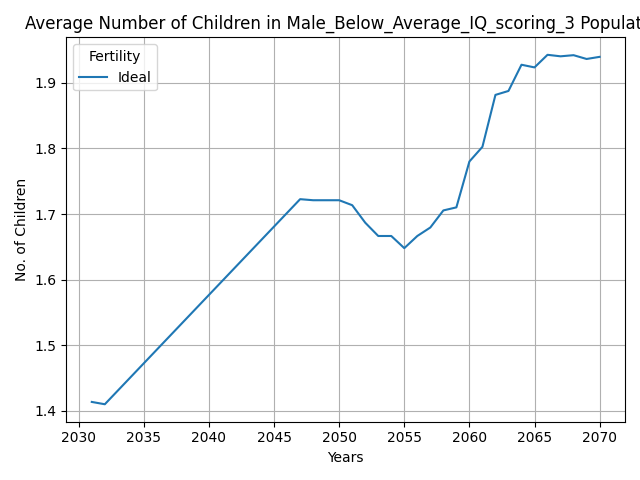 Average Number of Children in Male_Below_Average_IQ_scoring_3 Populat
Fertility
Ideal
No. of Children
1.9
1.8
1.7
1.6
1.5
1.4
2030 2035 2040 2045 2050 2055 2060 2065 2070
Years